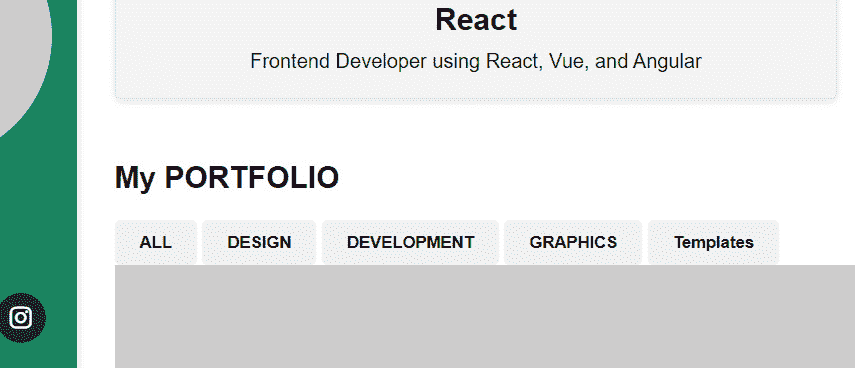 React
Frontend Developer using React, Vue, and Angular
My PORTFOLIO
ALL DESIGN DEVELOPMENT GRAPHICS Templates